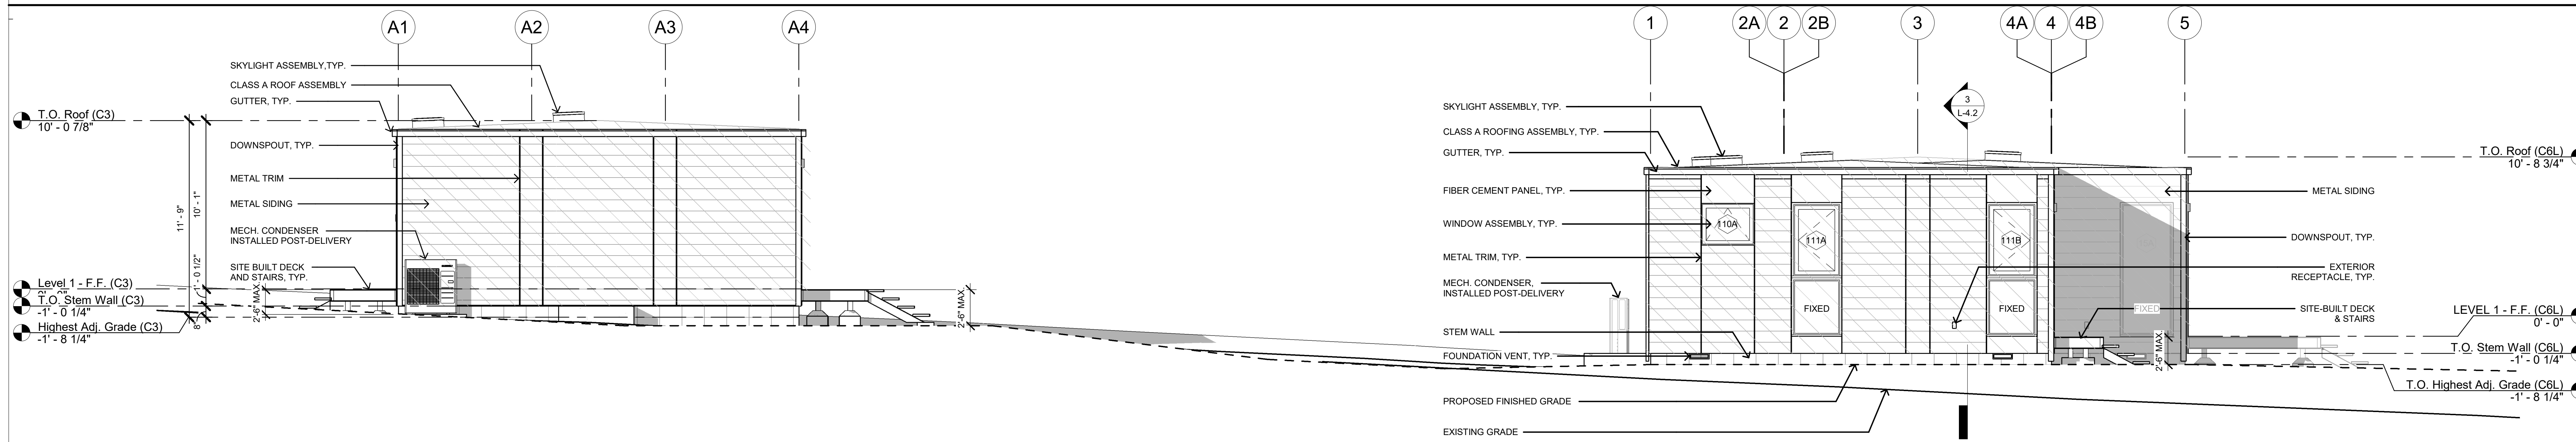 A1
A2
A3
A4
SKYLIGHT ASSEMBLY,TYP.
CLASS A ROOF ASSEMBLY
GUTTER, TYP.
T.O. Roof (C3)
10' - 0 7/8"
DOWNSPOUT, TYP.
METAL TRIM
METAL SIDING
MECH. CONDENSER
INSTALLED POST-DELIVERY
SITE BUILT DECK
AND STAIRS, TYP.
11' - 9"
10' - 1"
1' - 0 1/2"
8"
2'-6" MAX.
Level 1 - F.F. (C3)
T.O. Stem Wall (C3)
-1' - 0 1/4"
Highest Adj. Grade (C3)
-1' - 8 1/4"
2'-6" MAX.
1
2A
2
2B
3
4A
4
4B
5
3
L-4.2
SKYLIGHT ASSEMBLY, TYP.
CLASS A ROOFING ASSEMBLY, TYP.
GUTTER, TYP.
FIBER CEMENT PANEL, TYP.
WINDOW ASSEMBLY, TYP.
METAL TRIM, TYP.
MECH. CONDENSER,
INSTALLED POST-DELIVERY
STEM WALL
FOUNDATION VENT, TYP.
PROPOSED FINISHED GRADE
EXISTING GRADE
110A
111A
111B
FIXED
FIXED
FIXED
2'-6" MAX.
T.O. Roof (C6L)
10' - 8 3/4"
METAL SIDING
DOWNSPOUT, TYP.
EXTERIOR
RECEPTACLE, TYP.
SITE-BUILT DECK
& STAIRS
LEVEL 1 - F.F. (C6L)
0' - 0"
T.O. Stem Wall (C6L)
-1' - 0 1/4"
T.O. Highest Adj. Grade (C6L)
-1' - 8 1/4"